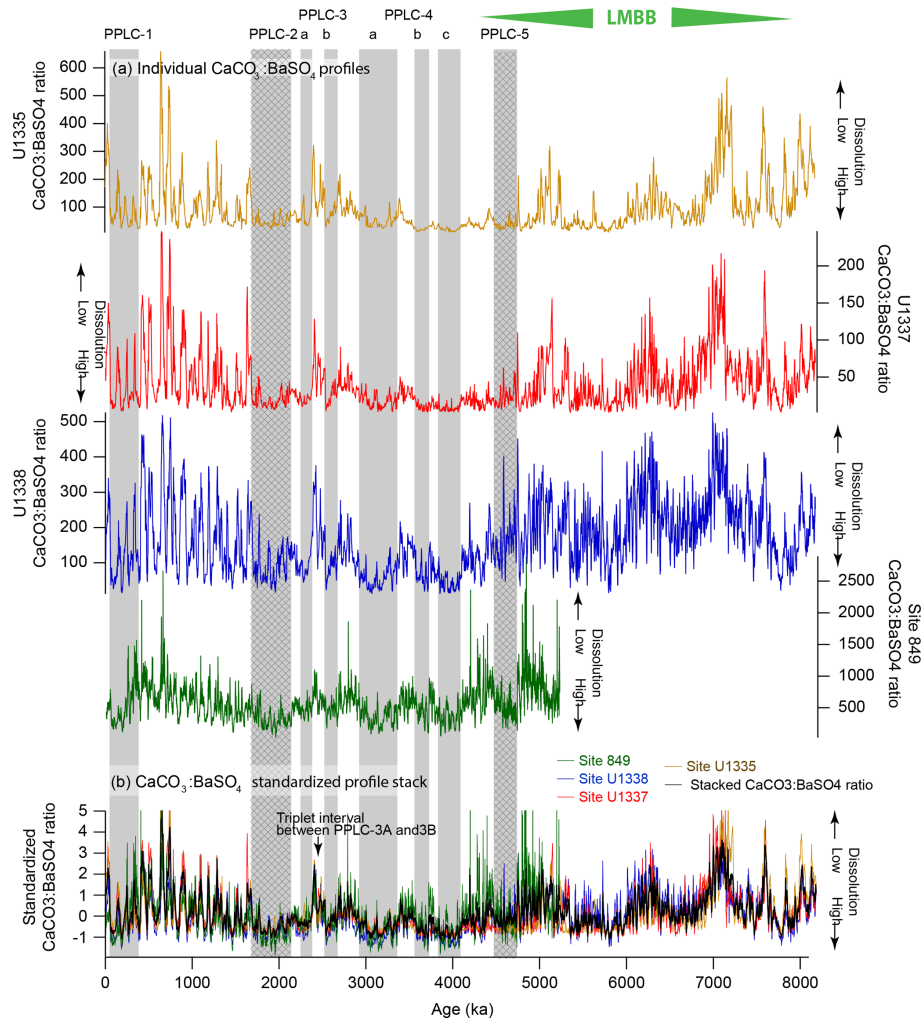 PPLC-3 PPLC-4 LMBB
PPLC-1 PPLC-2 a b a b c PPLC-5
(a) Individual CaCO3:BaSO4 profiles
U1335
CaCO3:BaSO4 ratio
600
500
400
300
200
100
Dissolution
Low High
U1337
CaCO3:BaSO4 ratio
200
150
100
50
Dissolution
Low High
U1338
CaCO3:BaSO4 ratio
500
400
300
200
100
Dissolution
Low High
Site 849
CaCO3:BaSO4 ratio
2500
2000
1500
1000
500
Dissolution
Low High
(b) CaCO3:BaSO4 standardized profile stack
Site 849
Site U1338
Site U1337
Site U1335
Stacked CaCO3:BaSO4 ratio
Triplet interval
between PPLC-3A and3B
Standardized
CaCO3:BaSO4 ratio
5
4
3
2
1
0
-1
Dissolution
Low High
0 1000 2000 3000 4000 5000 6000 7000 8000
Age (ka)